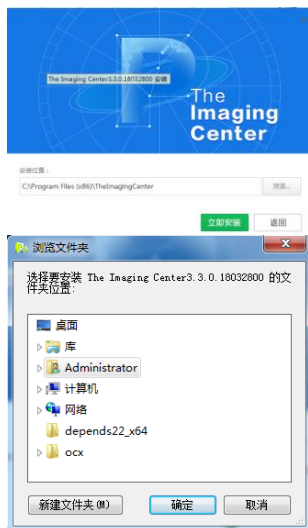 The Imaging Center3.3.0.18032800 安装
The
Imaging
Center
安装位置：
C:\Program Files (x86)\TheImagingCenter
浏览...
立即安装 返回
浏览文件夹
选择要安装 The Imaging Center3.3.0.18032800 的文
件夹位置:
桌面
库
Administrator
计算机
网络
depends22_x64
ocx
新建文件夹(M) 确定 取消